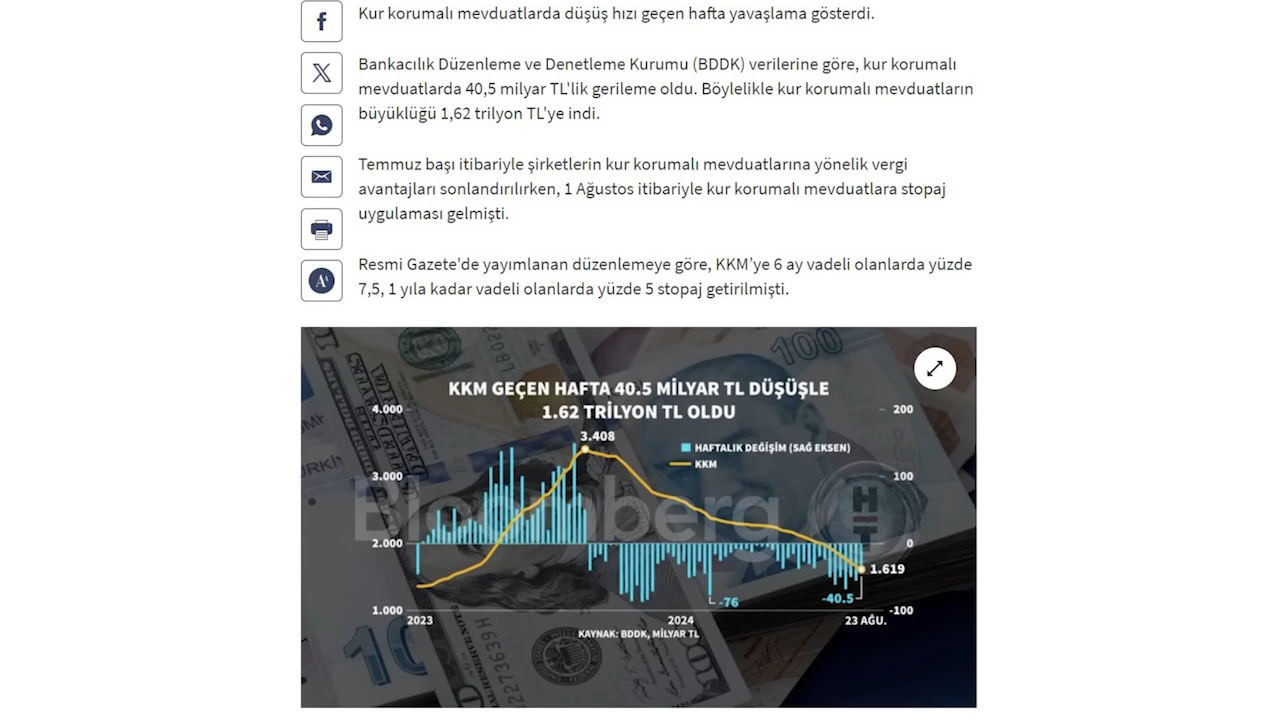 Kur korumalı mevduatlarda düşüş hızı geçen hafta yavaşlama gösterdi.
Bankacılık Düzenleme ve Denetleme Kurumu (BDDK) verilerine göre, kur korumalı
mevduatlarda 40,5 milyar TL'lik gerileme oldu. Böylelikle kur korumalı mevduatların
büyüklüğü 1,62 trilyon TL'ye indi.
Temmuz başı itibariyle şirketlerin kur korumalı mevduatlarına yönelik vergi
avantajları sonlandırılırken, 1 Ağustos itibariyle kur korumalı mevduatlara stopaj
uygulaması gelmişti.
Resmi Gazete'de yayımlanan düzenlemeye göre, KKM’ye 6 ay vadeli olanlarda yüzde
7,5, 1 yıla kadar vadeli olanlarda yüzde 5 stopaj getirilmişti.
KKM GEÇEN HAFTA 40.5 MİLYAR TL DÜŞÜŞLE
1.62 TRİLYON TL OLDU
4.000
200
3.408
HAFTALIK DEĞİŞİM (SAĞ EKSEN)
KKM
3.000
100
Bloomberg
HT
2.000
0
1.619
-76
-40.5
1.000
-100
2023
2024
23 AĞU.
KAYNAK: BDDK, MİLYAR TL
100